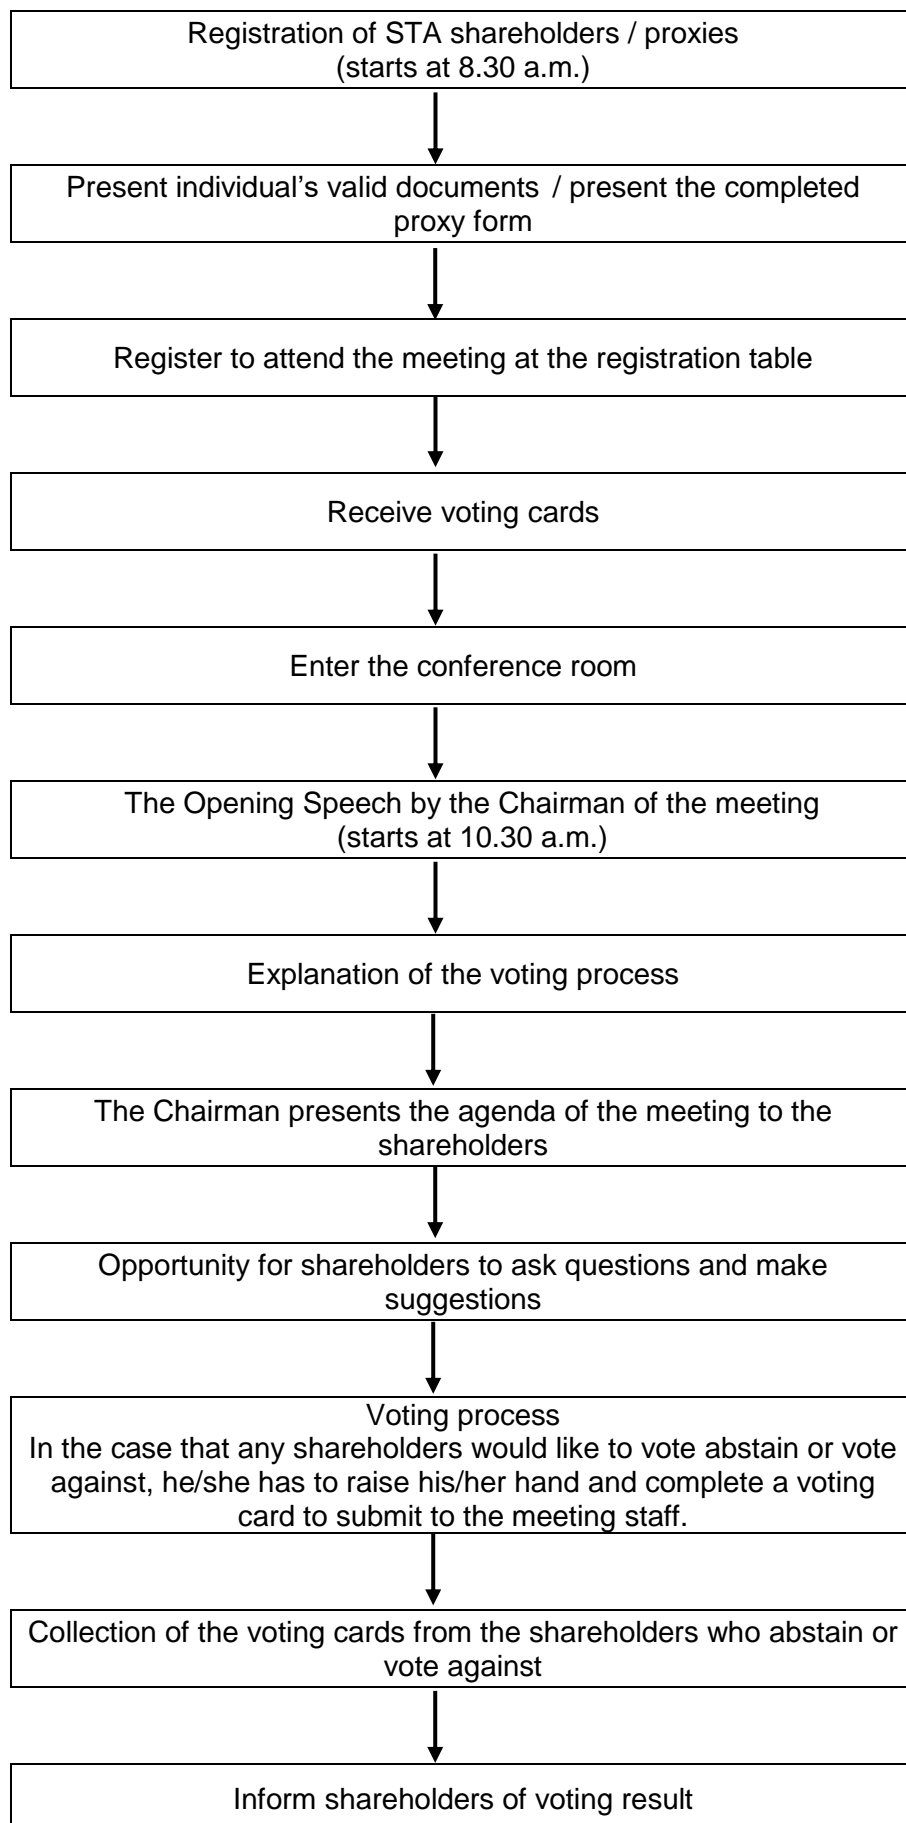 Registration of STA shareholders / proxies
(starts at 8.30 a.m.)
Present individual’s valid documents / present the completed
proxy form
Register to attend the meeting at the registration table
Receive voting cards
Enter the conference room
The Opening Speech by the Chairman of the meeting
(starts at 10.30 a.m.)
Explanation of the voting process
The Chairman presents the agenda of the meeting to the
shareholders
Opportunity for shareholders to ask questions and make
suggestions
Voting process
In the case that any shareholders would like to vote abstain or vote
against, he/she has to raise his/her hand and complete a voting
card to submit to the meeting staff.
Collection of the voting cards from the shareholders who abstain or
vote against
Inform shareholders of voting result